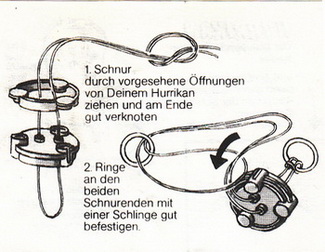 1. Schnur
durch vorgesehene Öffnungen
von Deinem Hurrikan
ziehen und am Ende
gut verknoten
2. Ringe
an den
beiden
Schnurenden mit
einer Schlinge gut
befestigen.